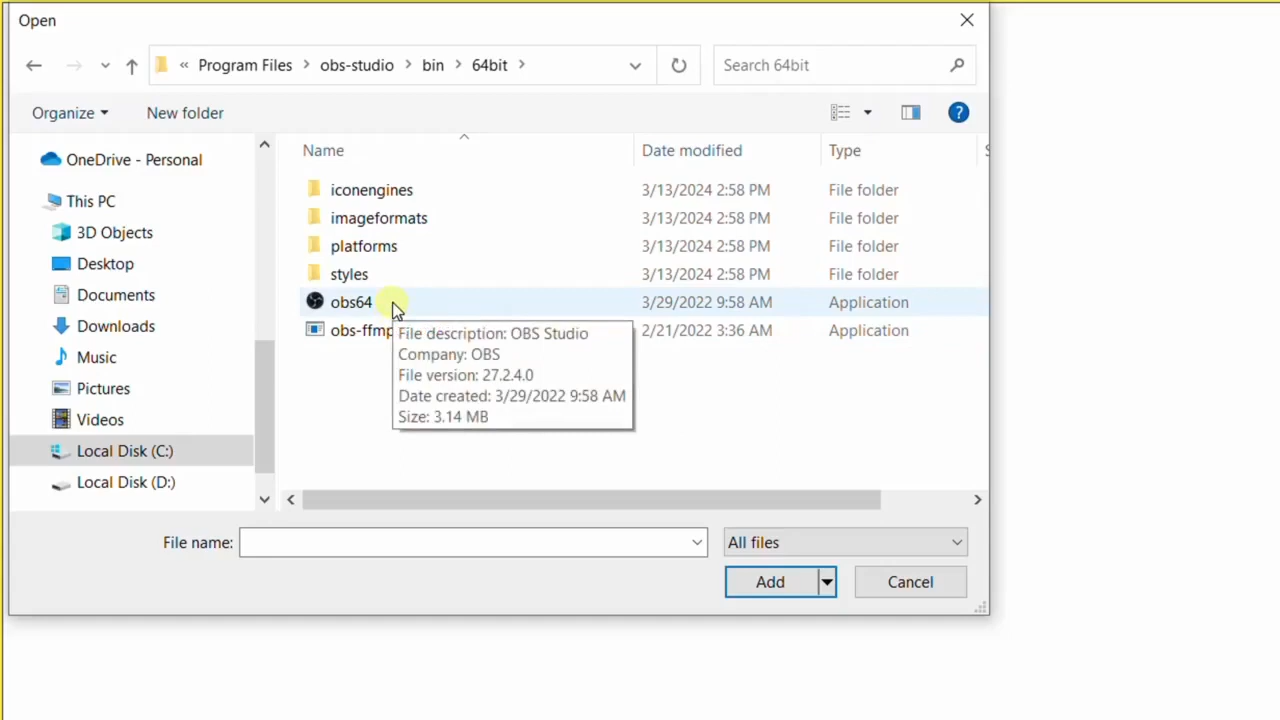 Open
« Program Files > obs-studio > bin > 64bit >
Search 64bit
Organize
New folder
?
Name
Date modified
Type
OneDrive - Personal
This PC
3D Objects
Desktop
Documents
Downloads
Music
Pictures
Videos
Local Disk (C:)
Local Disk (D:)
iconengines 3/13/2024 2:58 PM File folder
imageformats 3/13/2024 2:58 PM File folder
platforms 3/13/2024 2:58 PM File folder
styles 3/13/2024 2:58 PM File folder
obs64 3/29/2022 9:58 AM Application
obs-ffmp 2/21/2022 3:36 AM Application
File description: OBS Studio
Company: OBS
File version: 27.2.4.0
Date created: 3/29/2022 9:58 AM
Size: 3.14 MB
File name:
All files
Add
Cancel